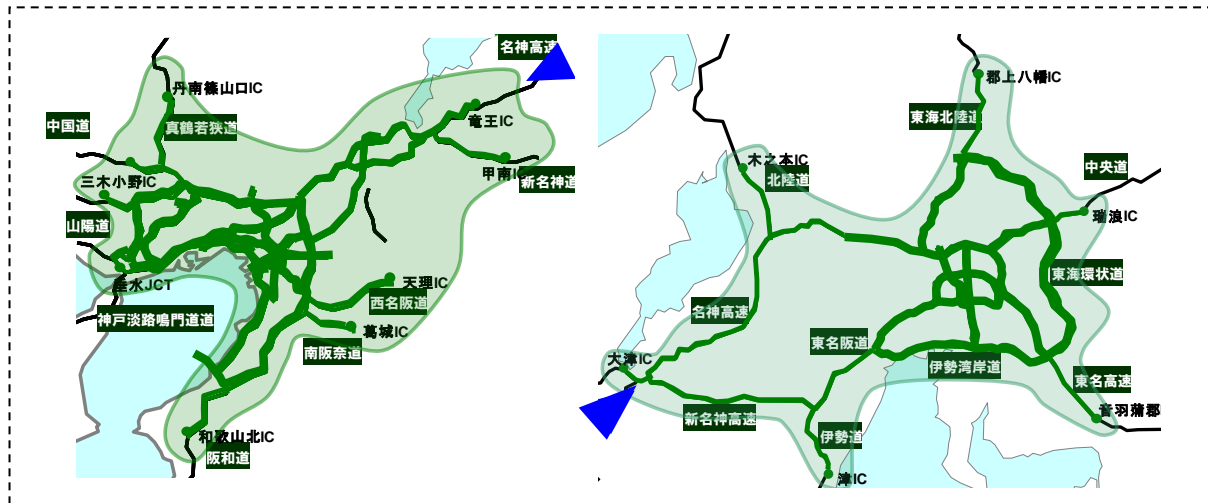 名神高速
丹南篠山口IC
竜王IC
中国道
真鶴若狭道
甲南IC
新名神道
三木小野IC
山陽道
垂水JCT
天理IC
西名阪道
神戸淡路鳴門道道
葛城IC
南阪奈道
和歌山北IC
阪和道
郡上八幡IC
東海北陸道
木之本IC
北陸道
中央道
瑞浪IC
東海環状道
名神高速
東名阪道
大津IC
伊勢湾岸道
東名高速
新名神高速
音羽蒲郡
伊勢道
津IC